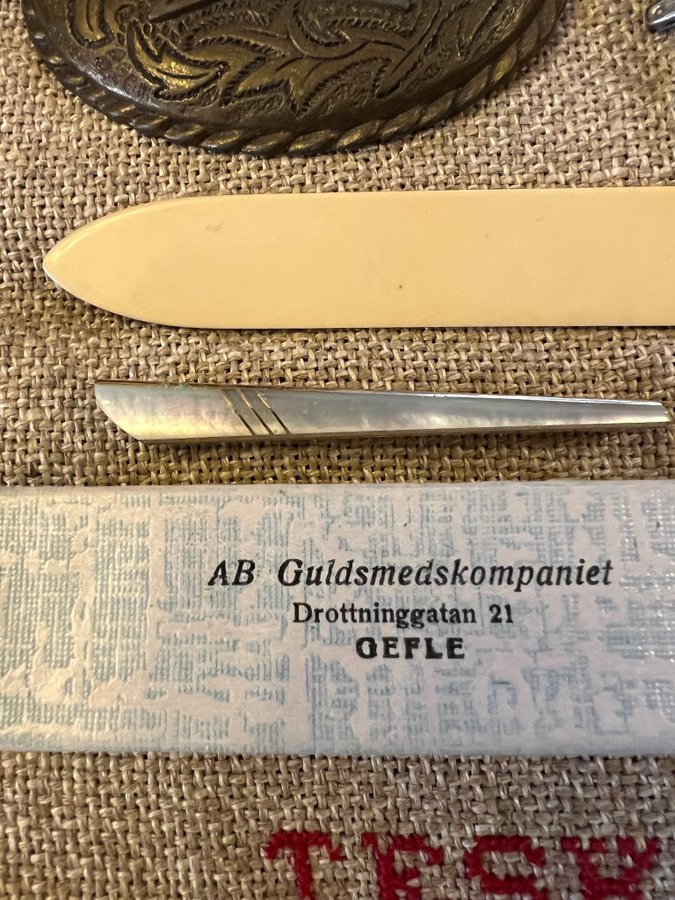 AB Guldsmedskompaniet
Drottninggatan 21
GEFLE